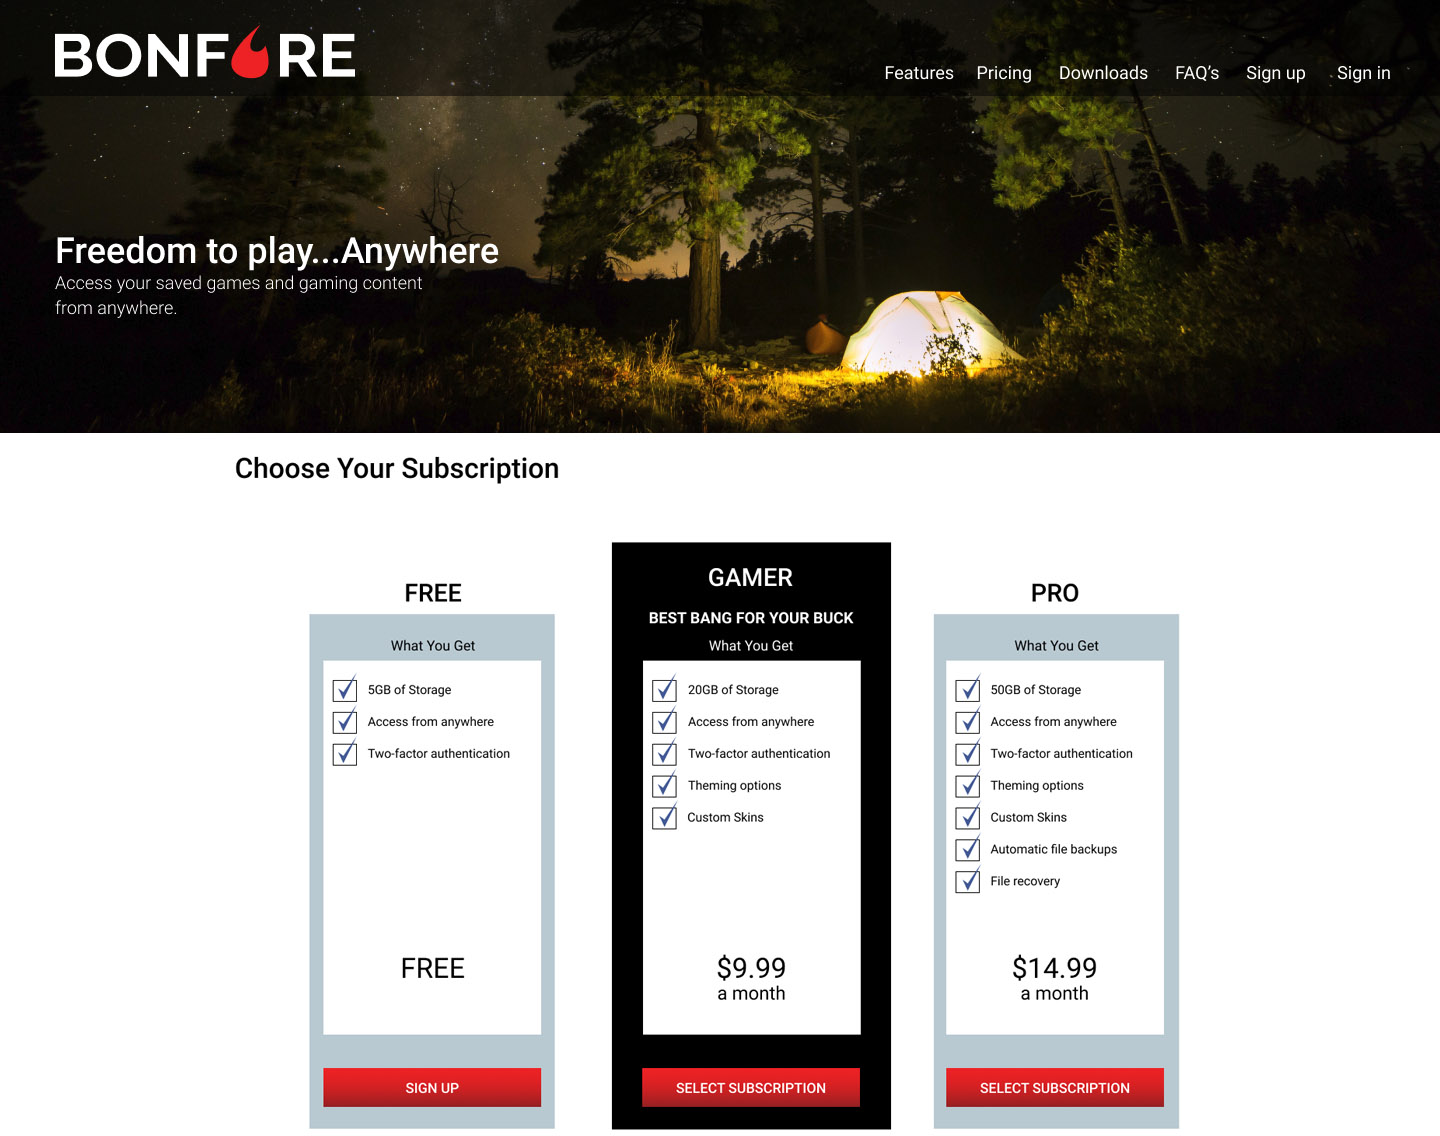 BONFRE
Features Pricing Downloads FAQ's Sign up Sign in
Freedom to play...Anywhere
Access your saved games and gaming content
from anywhere.
Choose Your Subscription
FREE
What You Get
5GB of Storage
Access from anywhere
Two-factor authentication
FREE
SIGN UP
GAMER
BEST BANG FOR YOUR BUCK
What You Get
20GB of Storage
Access from anywhere
Two-factor authentication
Theming options
Custom Skins
$9.99
a month
SELECT SUBSCRIPTION
PRO
What You Get
50GB of Storage
Access from anywhere
Two-factor authentication
Theming options
Custom Skins
Automatic file backups
File recovery
$14.99
a month
SELECT SUBSCRIPTION